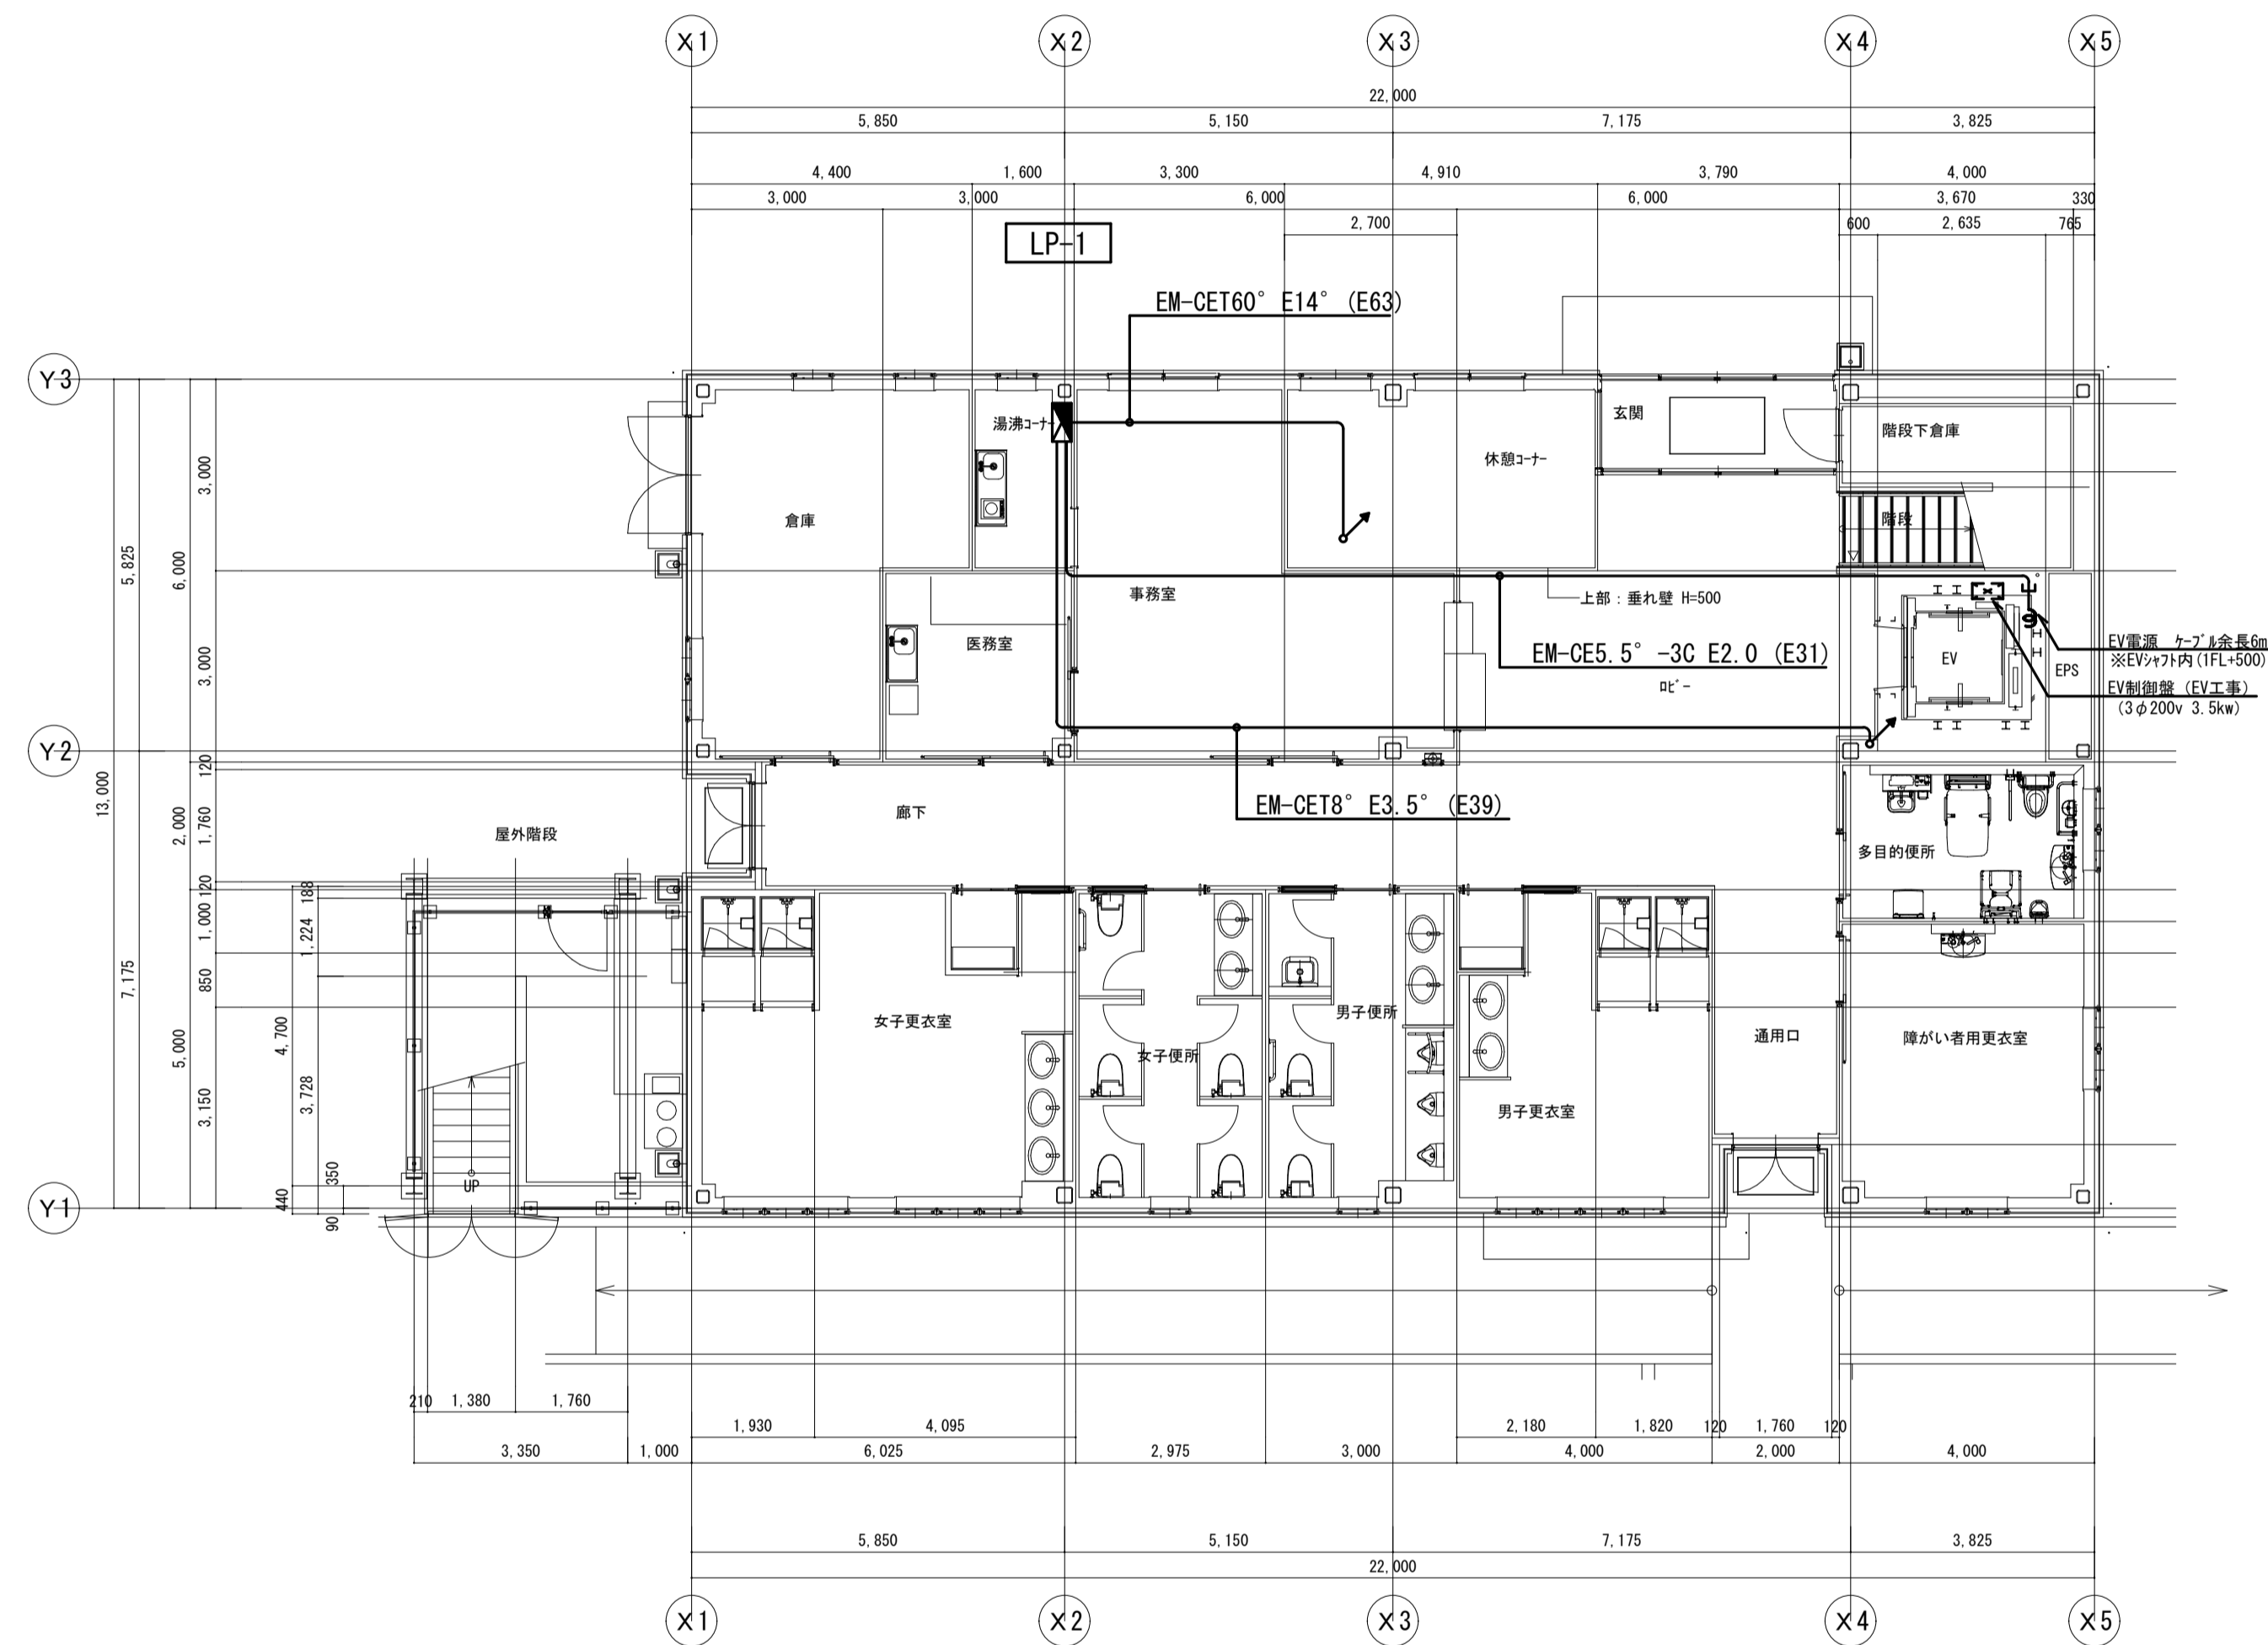 X1 X2 X3 X4 X5
22,000
5,850 5,150 7,175 3,825
4,400 1,600 3,300 4,910 3,790 4,000
3,000 3,000 6,000 6,000 3,670 330
2,700 600 2,635 765
LP-1
EM-CET60° E14° (E63)
Y3
玄関
湯沸コーナー
階段下倉庫
休憩コーナー
3,000
倉庫
階段
5,825
6,000
事務室
上部：垂れ壁 H=500
医務室
EM-CE5.5° -3C E2.0 (E31)
EV
EPS
EV電源 ケーブル余長6m
※EVシャフト内(1FL+500)
ロビー
EV制御盤 (EV工事)
(3φ200v 3.5kw)
3,000
Y2
120
13,000
2,000
1,760
EM-CET8° E3.5° (E39)
廊下
屋外階段
多目的便所
120
188
1,000
1,224
850
7,175
女子更衣室
男子便所
女子便所
通用口
障がい者用更衣室
4,700
5,000
3,728
3,150
男子更衣室
350
UP
440
90
Y1
210 1,380 1,760
1,930 4,095 2,180 1,820 120 1,760 120
3,350 1,000 6,025 2,975 3,000 4,000 2,000 4,000
5,850 5,150 7,175 3,825
22,000
X1 X2 X3 X4 X5